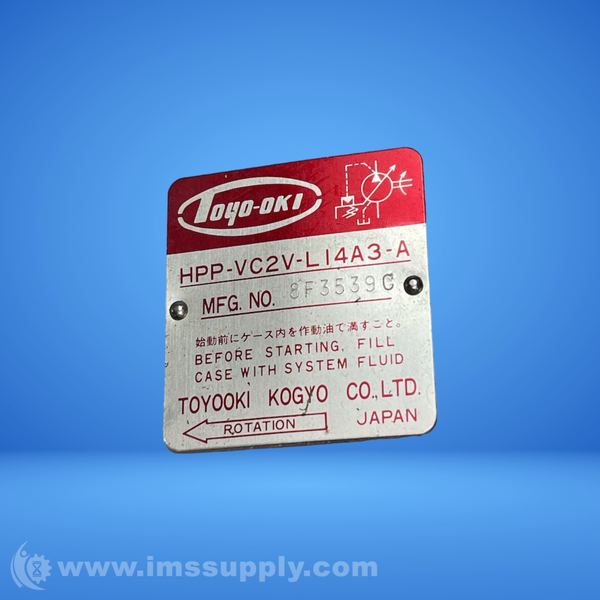 TOYO-OKI
HPP-VC2V-L14A3-A
MFG. NO. 8F3539C
始動前にケース内を作動油で満すこと。
BEFORE STARTING, FILL
CASE WITH SYSTEM FLUID
TOYOOKI KOGYO CO.,LTD.
ROTATION JAPAN
www.imssupply.com